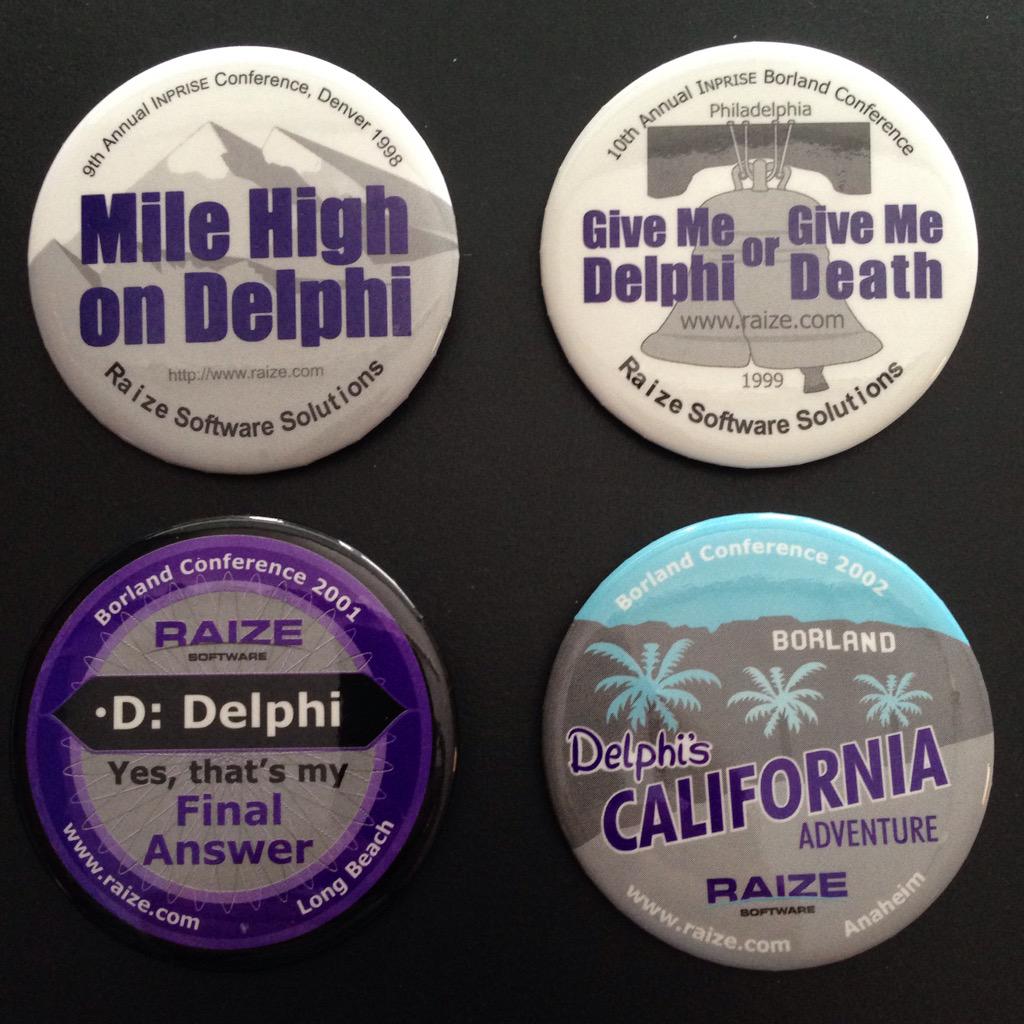 9th Annual INPRISE Conference, Denver 1998
Mile High
on Delphi
http://www.raize.com
Raize Software Solutions
10th Annual INPRISE Borland Conference
Philadelphia
Give Me
Delphi
or
Give Me
Death
www.raize.com
1999
Raize Software Solutions
Borland Conference 2001
RAIZE
SOFTWARE
•D: Delphi
Yes, that's my
Final
Answer
www.raize.com
Long Beach
Borland Conference 2002
BORLAND
Delphi's
CALIFORNIA
ADVENTURE
RAIZE
SOFTWARE
www.raize.com
Anaheim